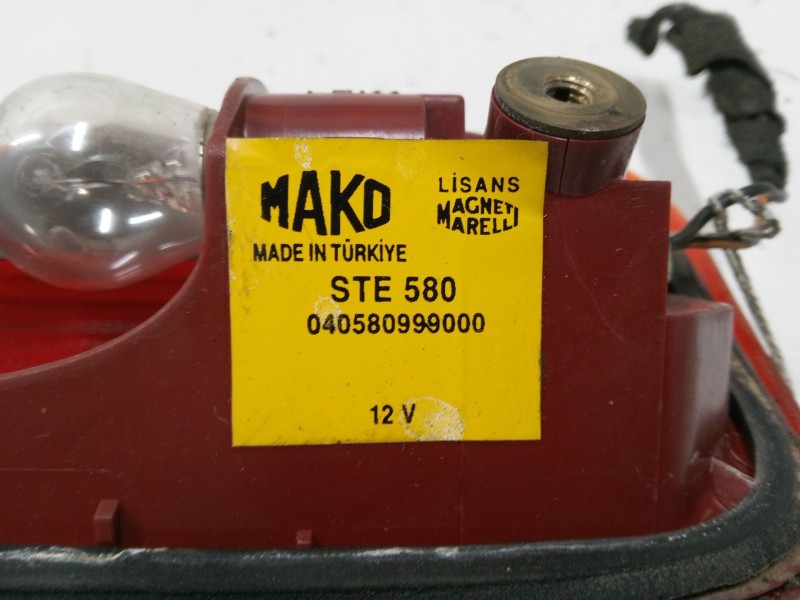 MAKO
LİSANS
MAGNETI
MARELLI
MADE IN TÜRKİYE
STE 580
040580999000
12 V